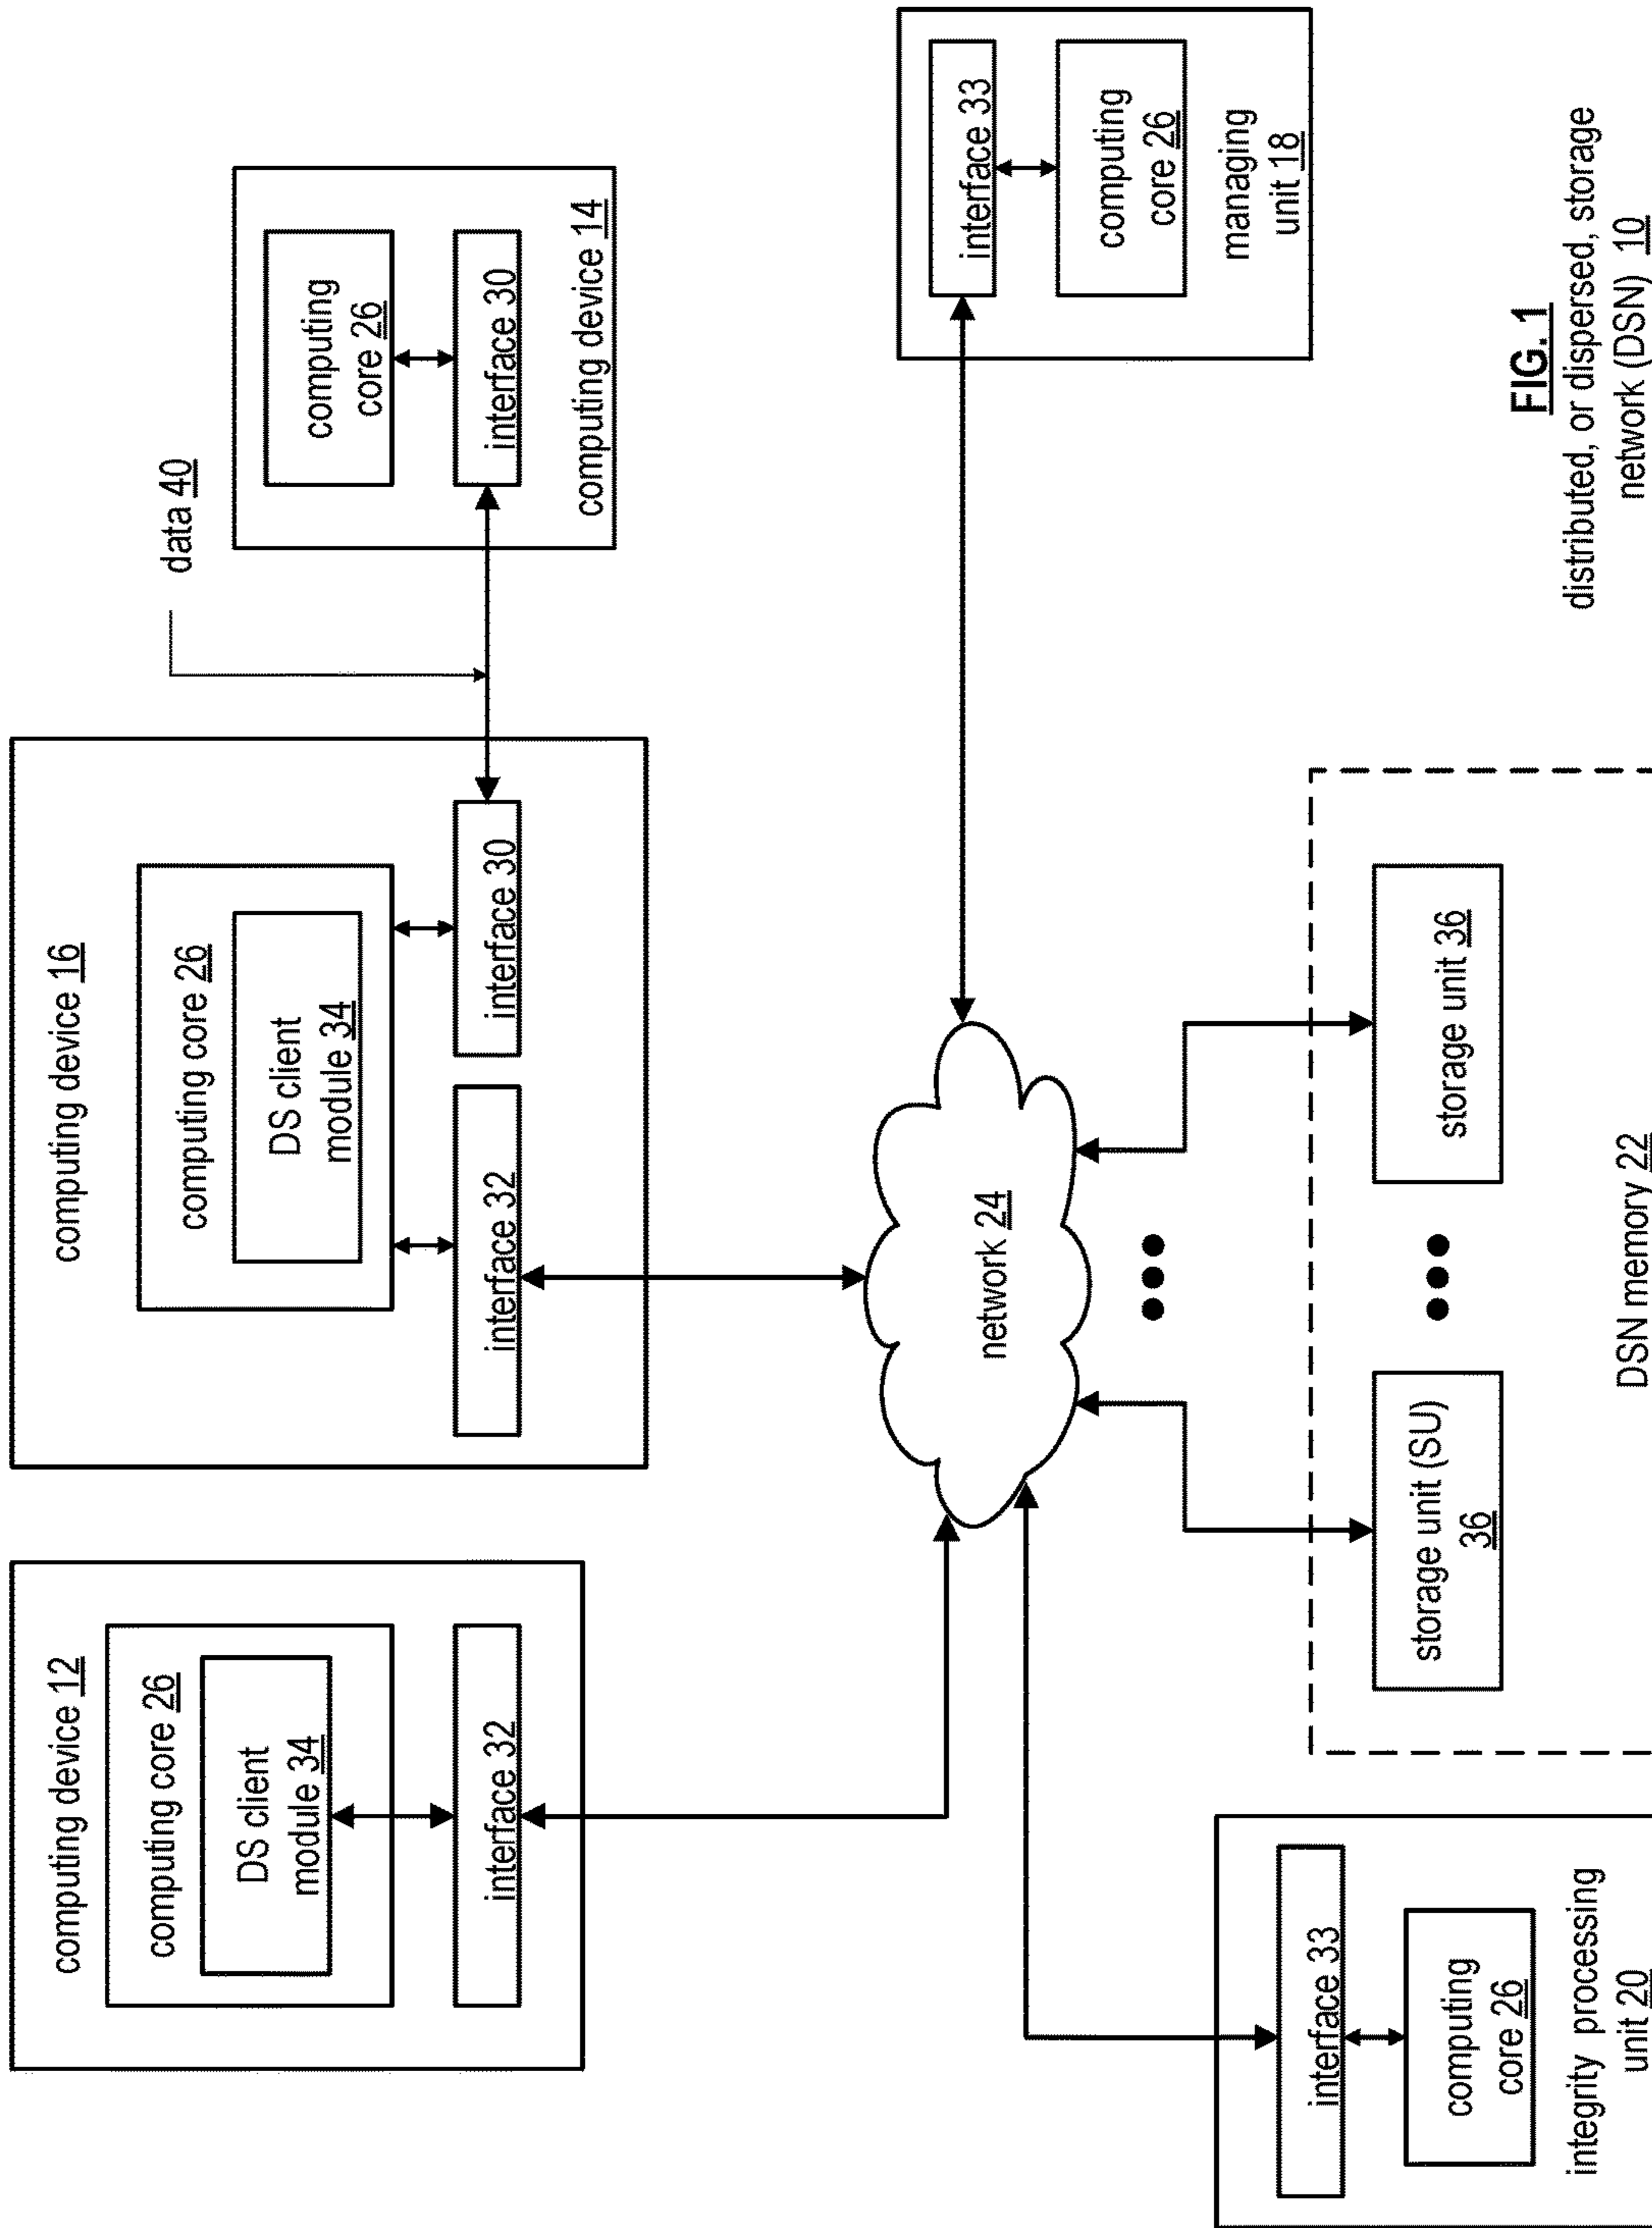 computing device 12
computing core 26
DS client
module 34
interface 32
computing device 16
computing core 26
DS client
module 34
interface 32
interface 30
data 40
computing
core 26
interface 30
computing device 14
network 24
interface 33
computing
core 26
managing
unit 18
interface 33
computing
core 26
integrity processing
unit 20
storage unit (SU)
36
storage unit 36
DSN memory 22
FIG. 1
distributed, or dispersed, storage
network (DSN) 10